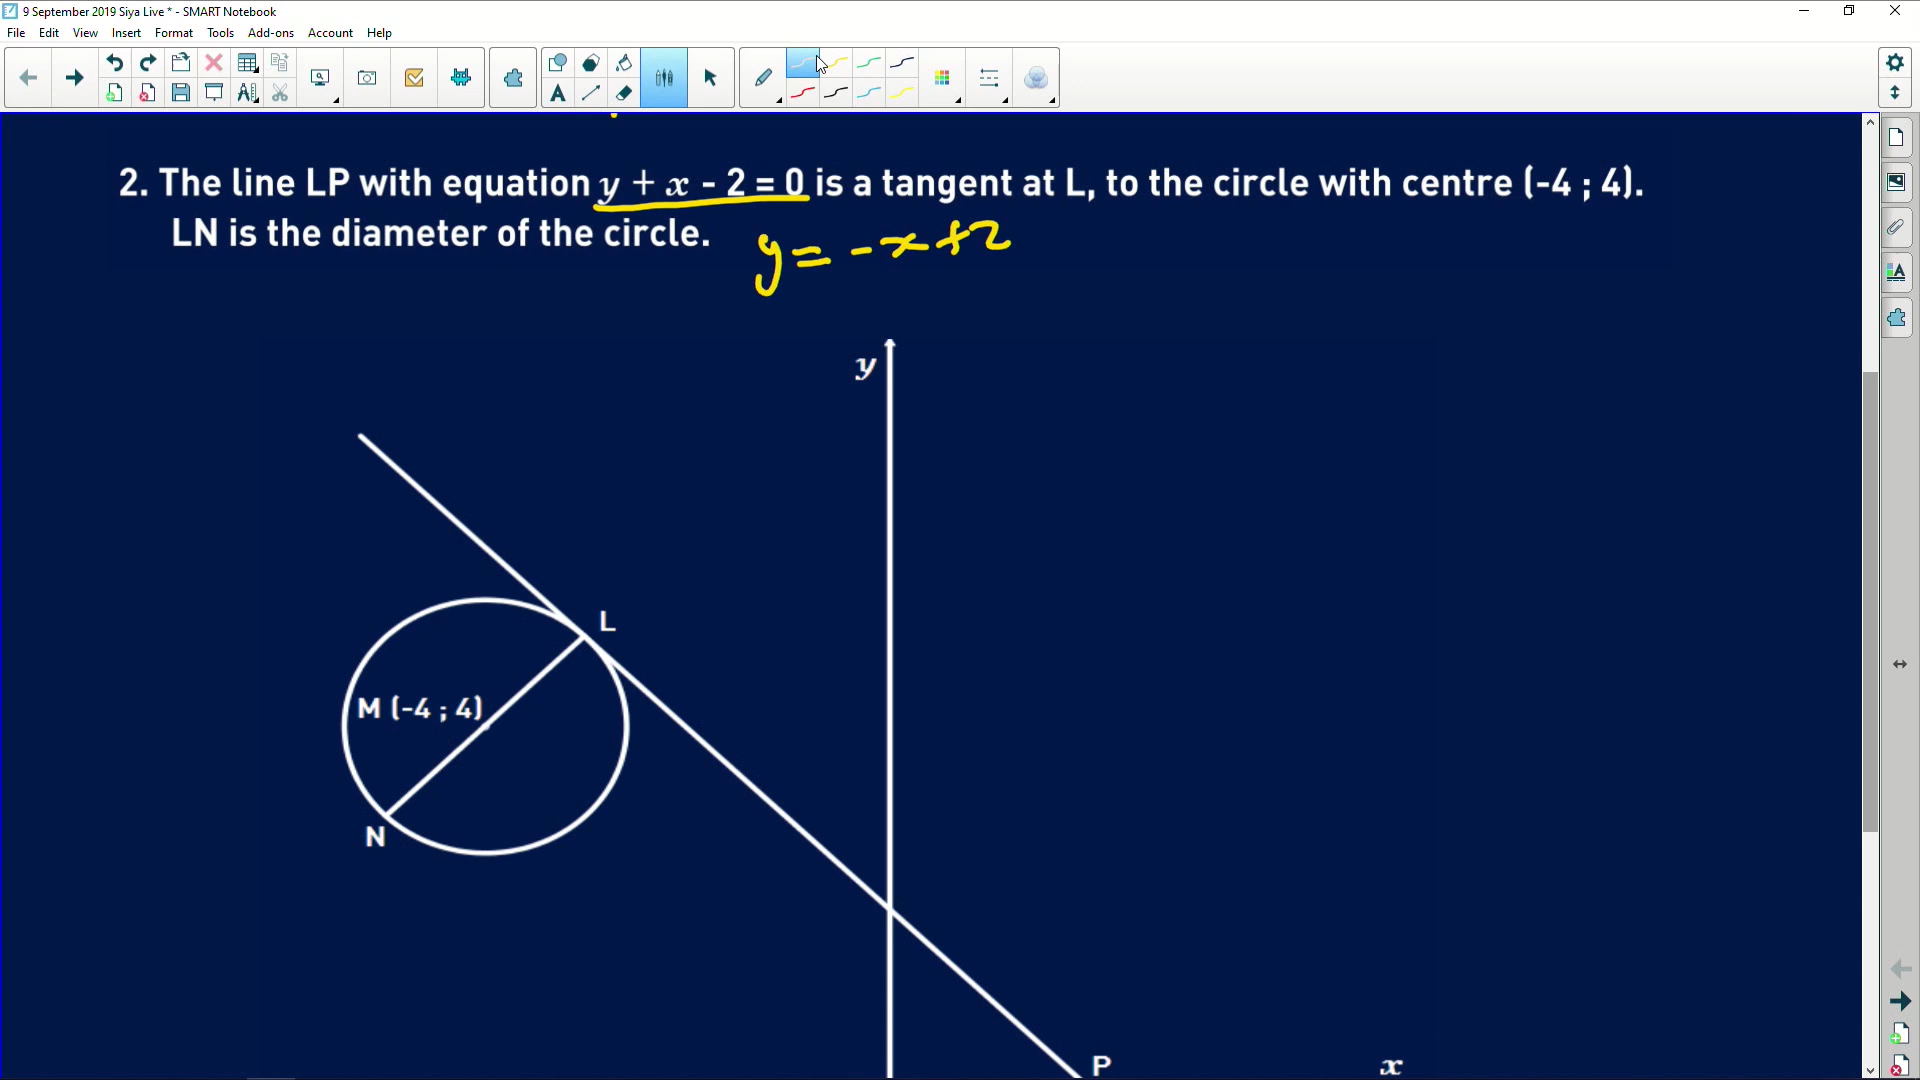 9 September 2019 Siya Live * - SMART Notebook
File Edit View Insert Format Tools Add-ons Account Help
2. The line LP with equation y + x - 2 = 0 is a tangent at L, to the circle with centre (-4 ; 4).
LN is the diameter of the circle.
y = -x+2
y
L
M (-4 ; 4)
N
P
x